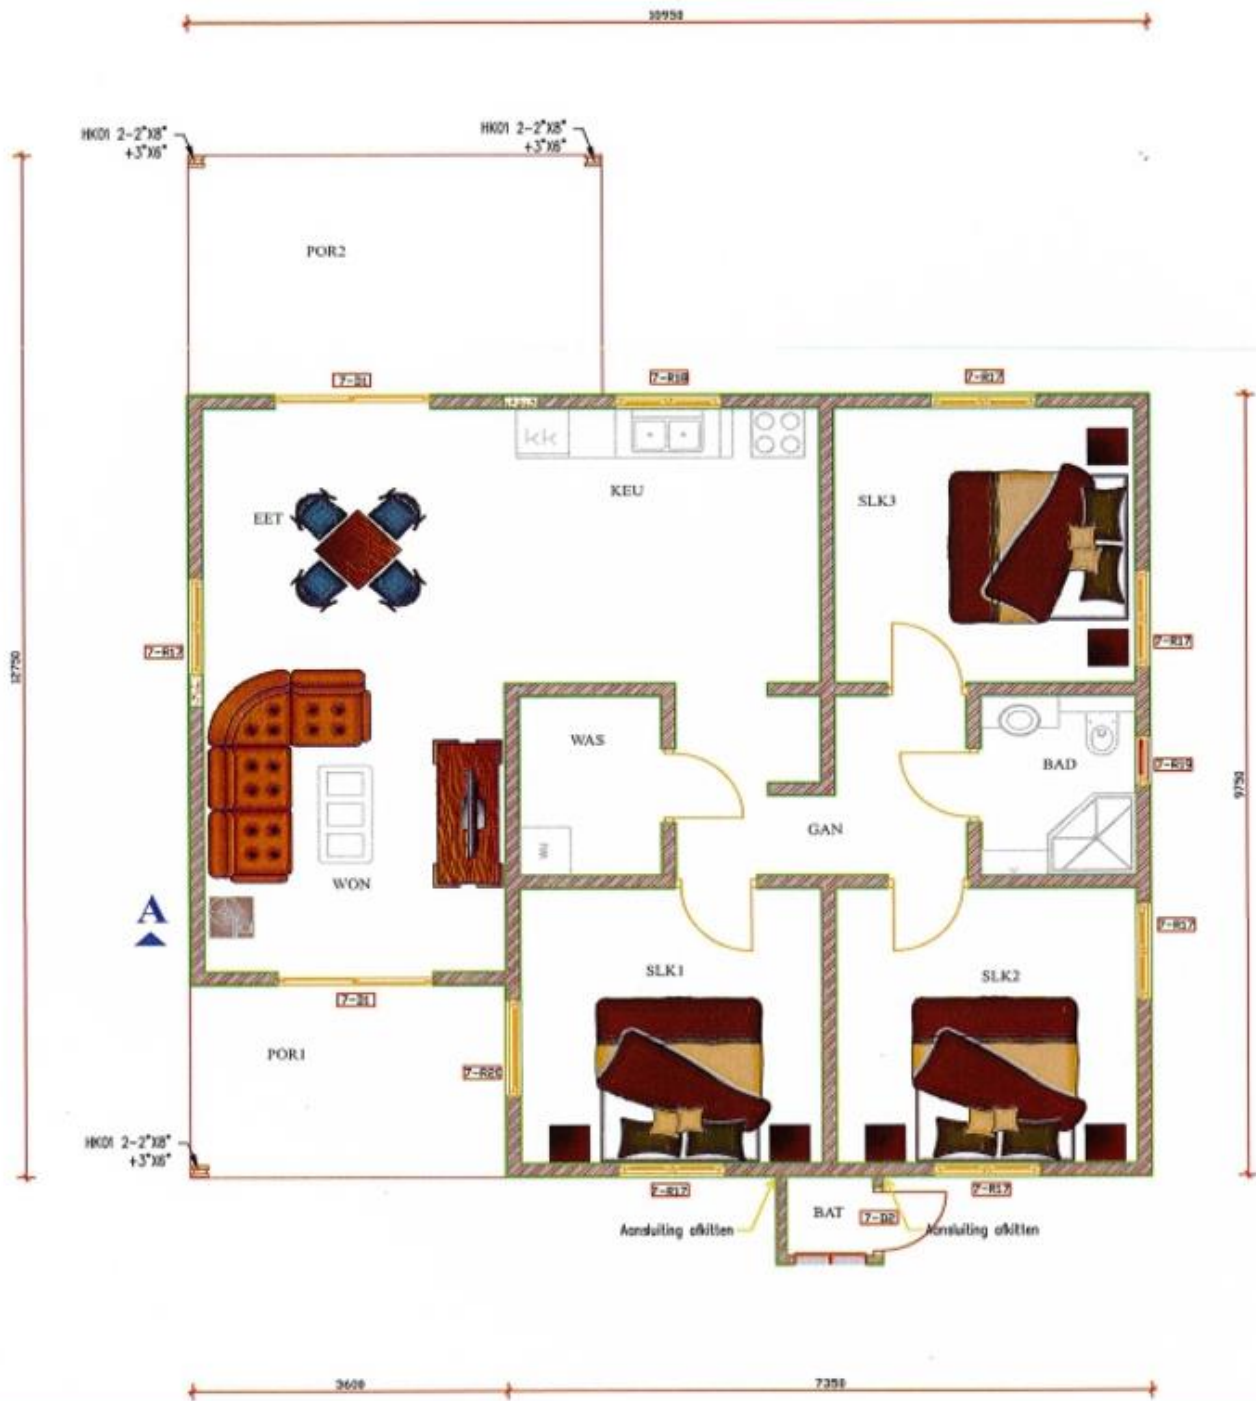 10950
HK01 2-2"X8"
+3"X6"
HK01 2-2"X8"
+3"X6"
POR2
7-D1
7-R18
7-R17
kk
KEU
SLK3
EET
12750
7-R17
7-R17
WAS
BAD
7-R19
9750
GAN
WM
WON
A
7-R17
SLK1
SLK2
7-D1
POR1
7-R20
HK01 2-2"X8"
+3"X6"
7-R17
7-R17
BAT
7-D2
Aansluiting afkitten
Aansluiting afkitten
3600
7350